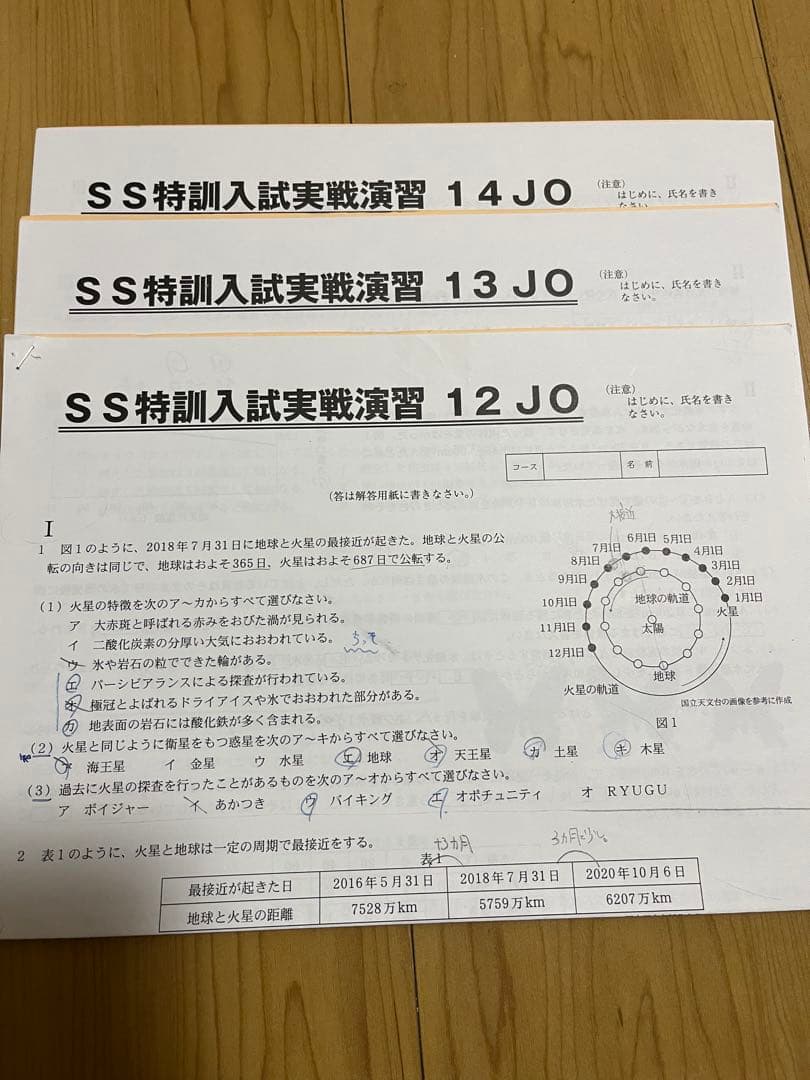 SS特訓入試実戦演習 14JO
(注意)
はじめに、氏名を書き
なさい。
SS特訓入試実戦演習 13JO
(注意)
はじめに、氏名を書き
なさい。
SS特訓入試実戦演習 12JO
(注意)
はじめに、氏名を書き
なさい。
コース 名前
(答は解答用紙に書きなさい。)
I
1 図1のように、2018年7月31日に地球と火星の最接近が起きた。地球と火星の公
転の向きは同じで、地球はおよそ365日、火星はおよそ687日で公転する。
(1) 火星の特徴を次のア～カからすべて選びなさい。
ア 大赤斑と呼ばれる赤みをおびた渦が見られる。
イ 二酸化炭素の分厚い大気におおわれている。
ウ 氷や岩石の粒でできた輪がある。
エ パーシビアランスによる探査が行われている。
オ 極冠とよばれるドライアイスや氷でおおわれた部分がある。
カ 地表面の岩石には酸化鉄が多く含まれる。
(2) 火星と同じように衛星をもつ惑星を次のア～キからすべて選びなさい。
ア 海王星 イ 金星 ウ 水星 エ 地球 オ 天王星 カ 土星 キ 木星
(3) 過去に火星の探査を行ったことがあるものを次のア～オからすべて選びなさい。
ア ボイジャー イ あかつき ウ バイキング エ オポチュニティ オ RYUGU
6月1日
5月1日
7月1日
4月1日
8月1日
3月1日
9月1日
2月1日
10月1日
1月1日
11月1日
12月1日
地球の軌道
火星
太陽
地球
火星の軌道
国立天文台の画像を参考に作成
図1
2 表1のように、火星と地球は一定の周期で最接近をする。
表1
最接近が起きた日 2016年5月31日 2018年7月31日 2020年10月6日
地球と火星の距離 7528万km 5759万km 6207万km